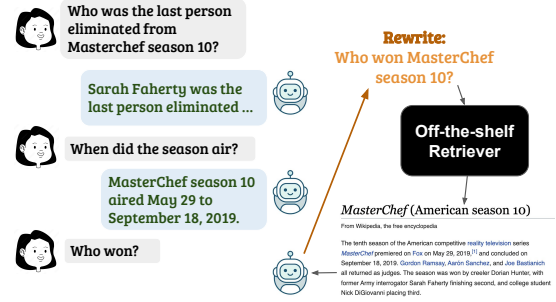 Who was the last person
eliminated from
Masterchef season 10?
Sarah Faherty was the
last person eliminated ...
When did the season air?
MasterChef season 10
aired May 29 to
September 18, 2019.
Who won?
Rewrite:
Who won MasterChef
season 10?
Off-the-shelf
Retriever
MasterChef (American season 10)
From Wikipedia, the free encyclopedia
The tenth season of the American competitive reality television series
MasterChef premiered on Fox on May 29, 2019,[1] and concluded on
September 18, 2019. Gordon Ramsay, Aarón Sanchez, and Joe Bastianich
all returned as judges. The season was won by creeler Dorian Hunter, with
former Army interrogator Sarah Faherty finishing second, and college student
Nick DiGiovanni placing third.